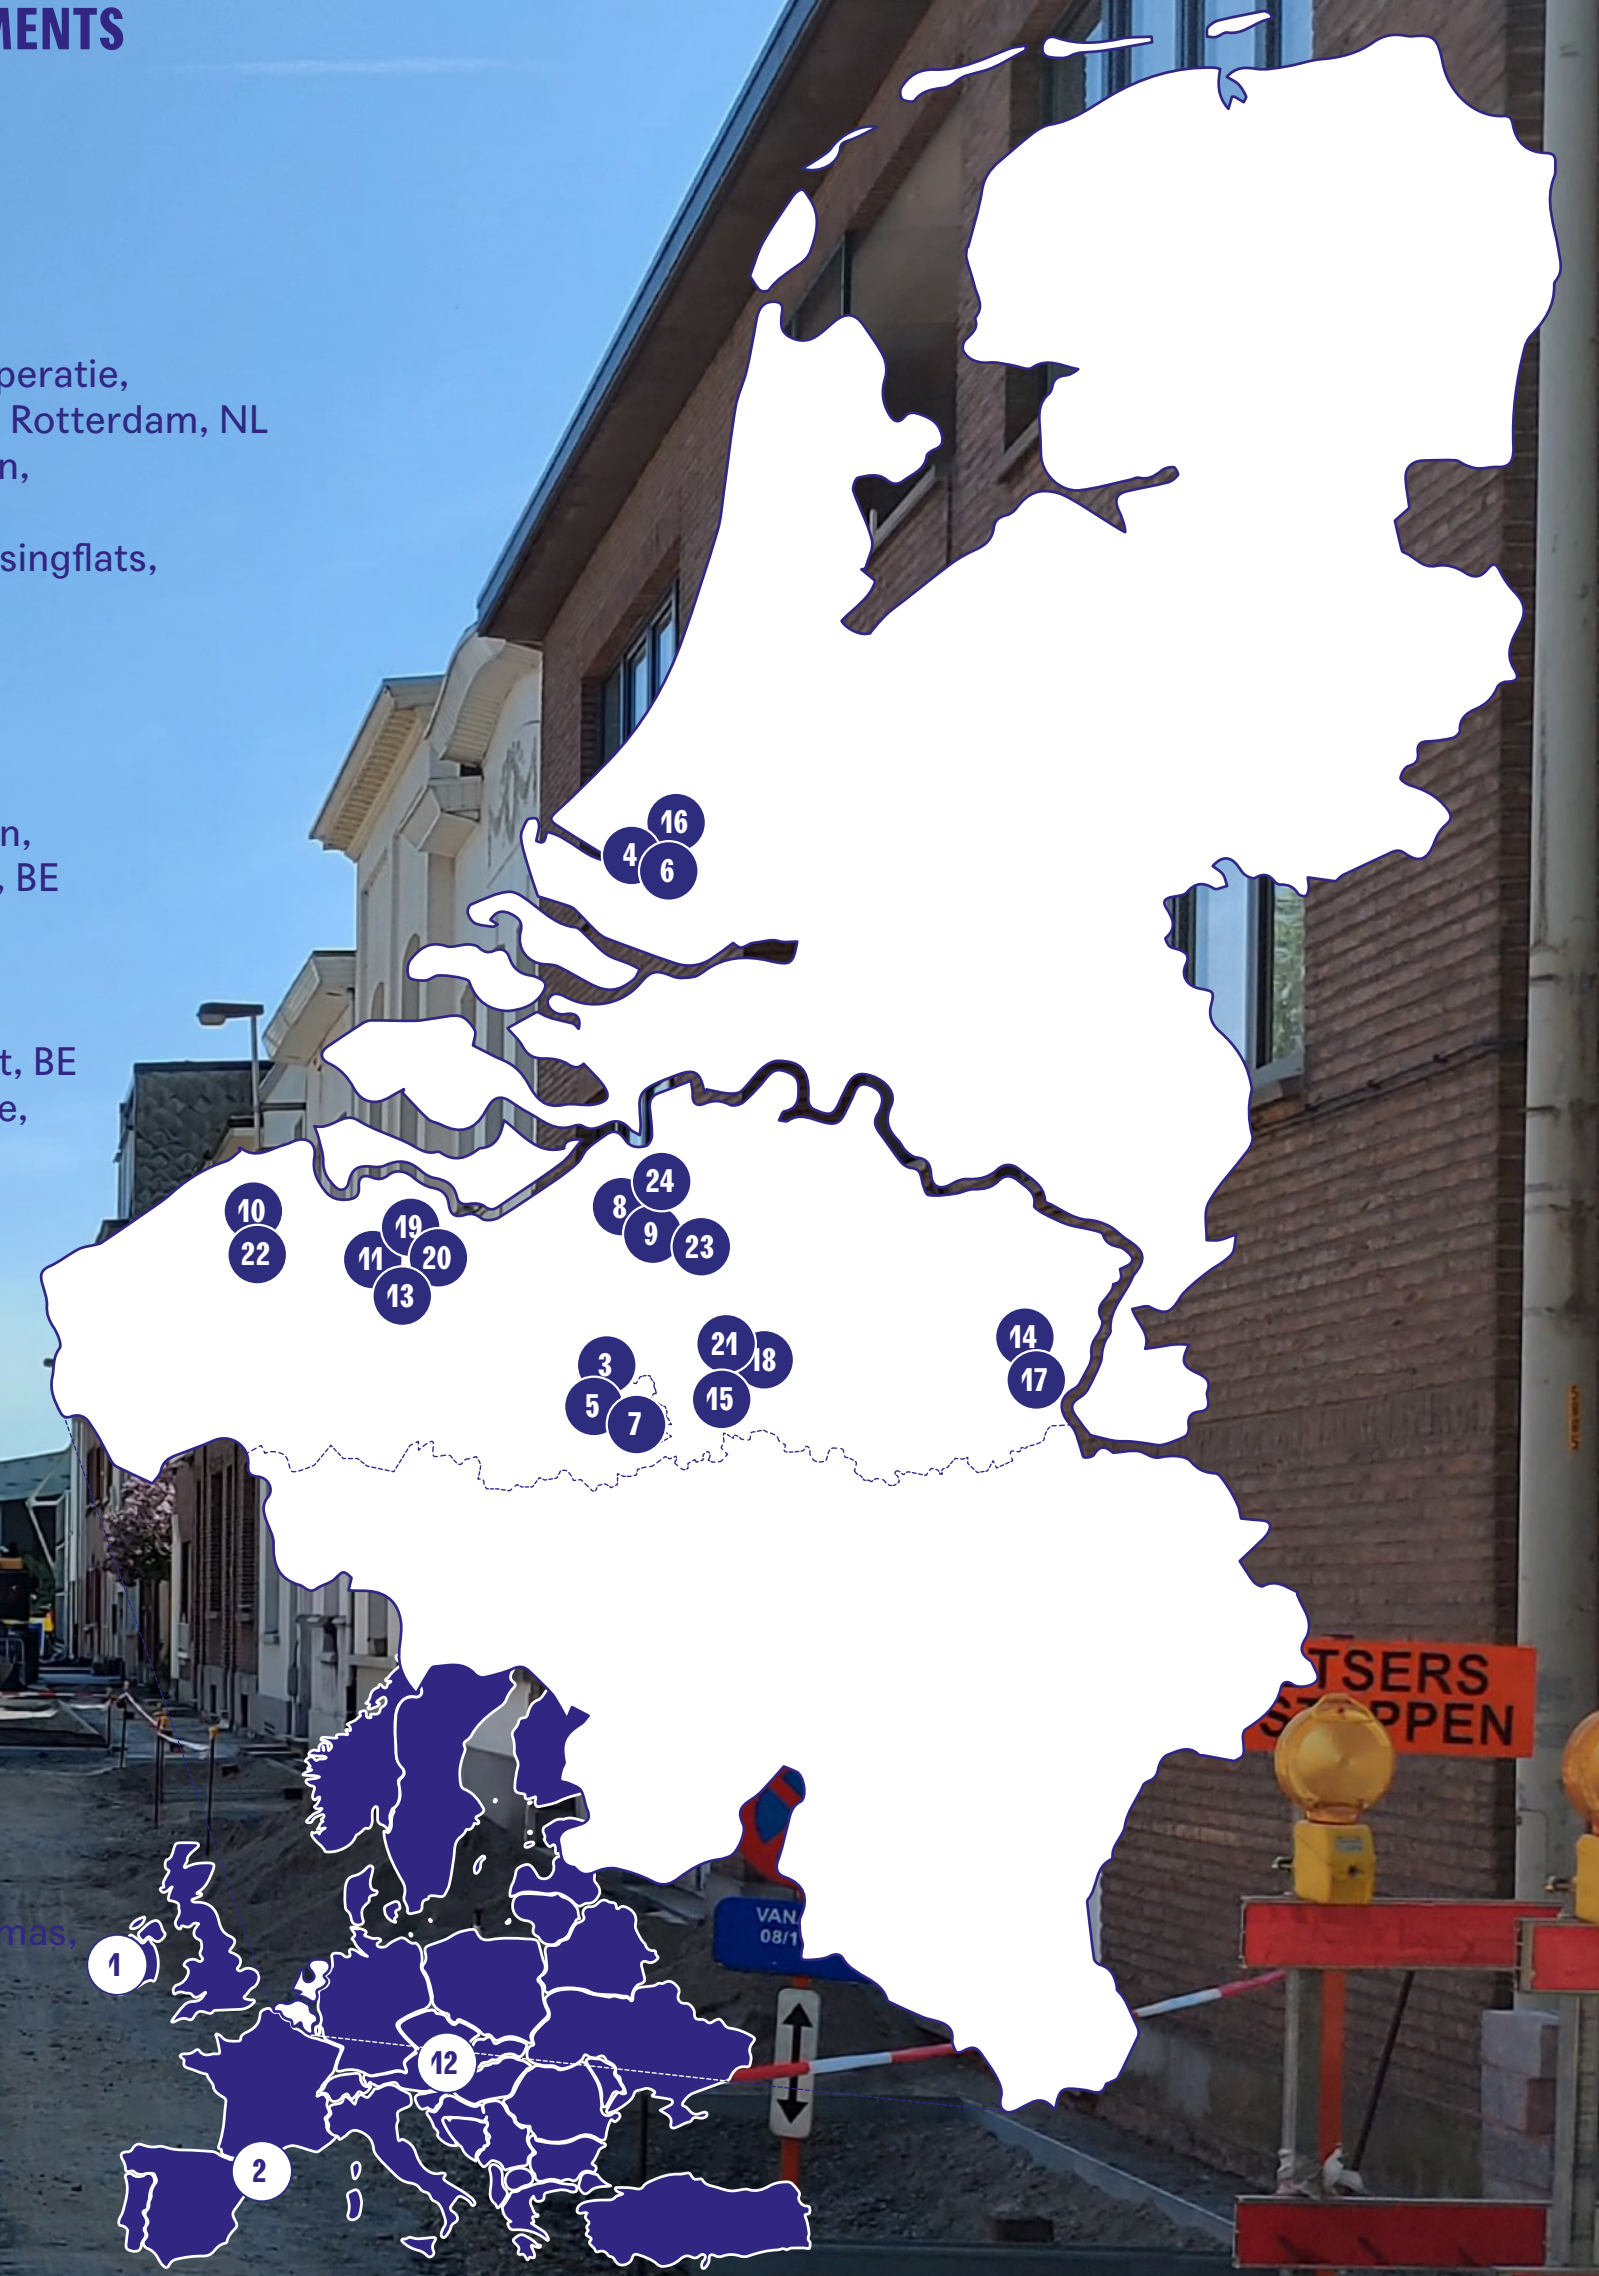 MENTS
peratie,
Rotterdam, NL
n,
singflats,
n,
, BE
t, BE
e,
mas,
16
4
6
24
8
9
23
10
22
19
11
20
13
3
5
7
21
18
15
14
17
TSERS
PPEN
VAN
08/1
1
12
2